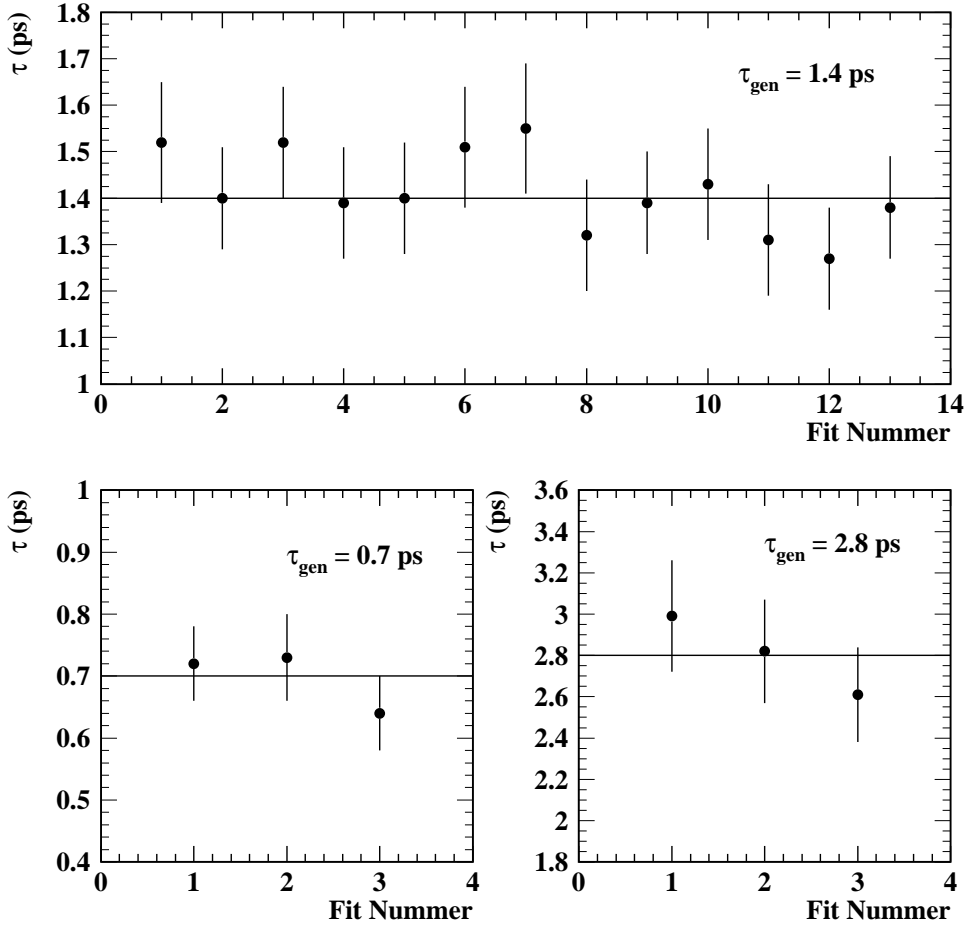 τ (ps)
1.8
1.7
1.6
1.5
1.4
1.3
1.2
1.1
1
τgen = 1.4 ps
0 2 4 6 8 10 12 14
Fit Nummer
τ (ps)
1
0.9
0.8
0.7
0.6
0.5
0.4
τgen = 0.7 ps
0 1 2 3 4
Fit Nummer
τ (ps)
3.6
3.4
3.2
3
2.8
2.6
2.4
2.2
2
1.8
τgen = 2.8 ps
0 1 2 3 4
Fit Nummer